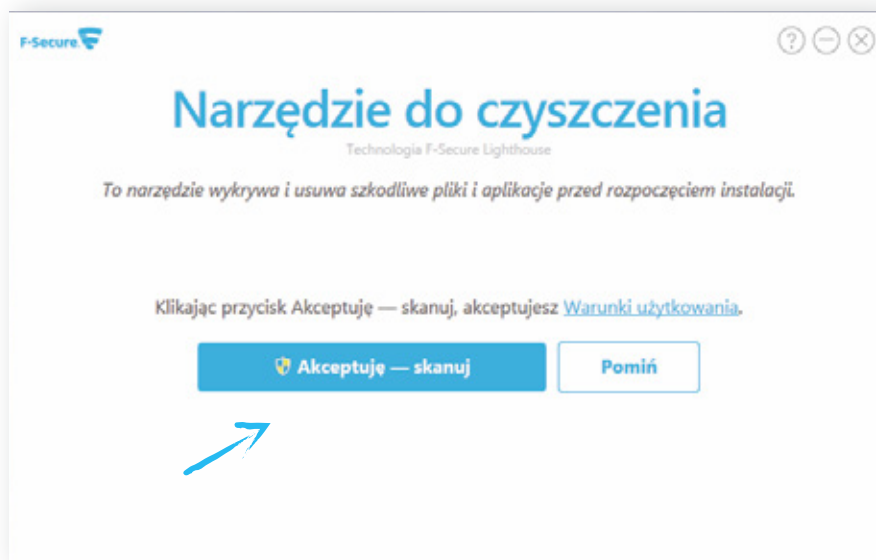 F-Secure.
Narzędzie do czyszczenia
Technologia F-Secure Lighthouse
To narzędzie wykrywa i usuwa szkodliwe pliki i aplikacje przed rozpoczęciem instalacji.
Klikając przycisk Akceptuję — skanuj, akceptujesz Warunki użytkowania.
Akceptuję — skanuj Pomiń